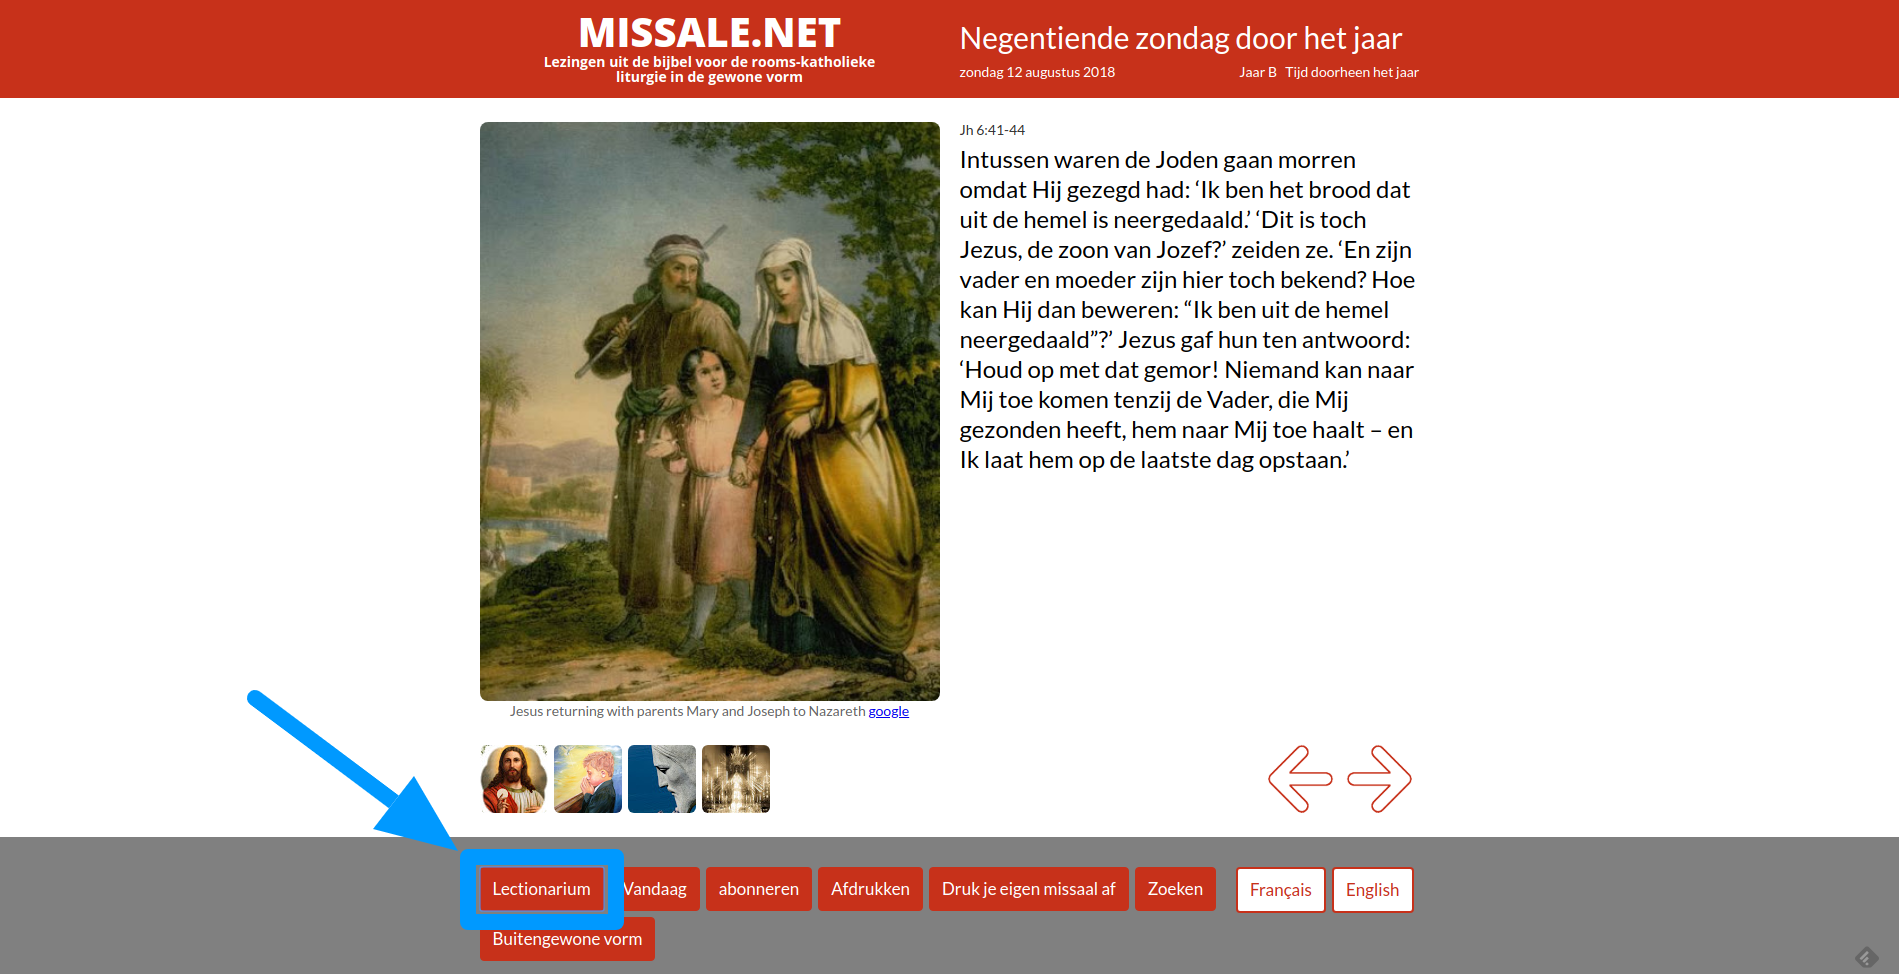 MISSALE.NET
Lezingen uit de bijbel voor de rooms-katholieke
liturgie in de gewone vorm
Negentiende zondag door het jaar
zondag 12 augustus 2018
Jaar B Tijd doorheen het jaar
Jh 6:41-44
Intussen waren de Joden gaan morren
omdat Hij gezegd had: ‘Ik ben het brood dat
uit de hemel is neergedaald.’ ‘Dit is toch
Jezus, de zoon van Jozef?’ zeiden ze. ‘En zijn
vader en moeder zijn hier toch bekend? Hoe
kan Hij dan beweren: “Ik ben uit de hemel
neergedaald”?’ Jezus gaf hun ten antwoord:
‘Houd op met dat gemor! Niemand kan naar
Mij toe komen tenzij de Vader, die Mij
gezonden heeft, hem naar Mij toe haalt – en
Ik laat hem op de laatste dag opstaan.’
Jesus returning with parents Mary and Joseph to Nazareth google
Lectionarium
Vandaag
abonneren
Afdrukken
Druk je eigen missaal af
Zoeken
Français
English
Buitengewone vorm